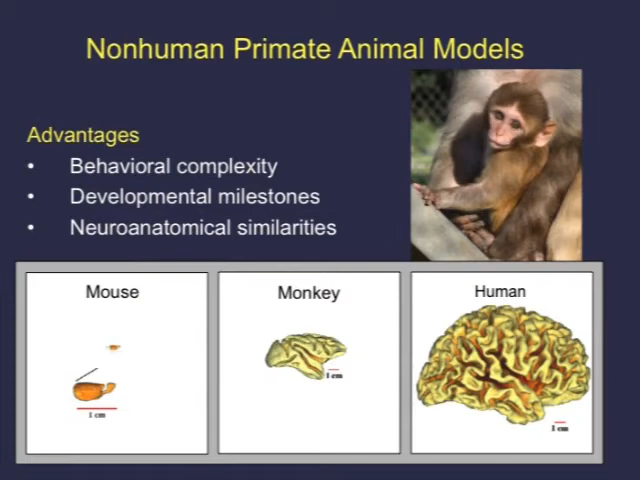 Nonhuman Primate Animal Models
Advantages
• Behavioral complexity
• Developmental milestones
• Neuroanatomical similarities
Mouse
Monkey
Human
1 cm
1 cm
1 cm